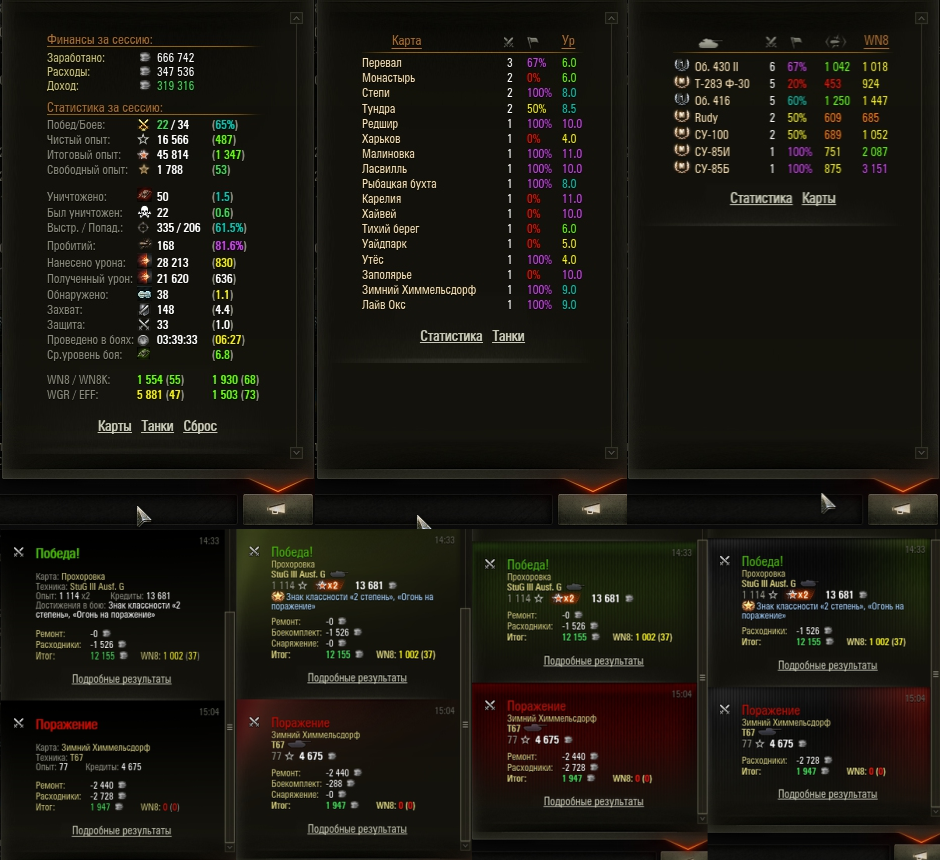 Финансы за сессию:
Заработано: 666 742
Расходы: 347 536
Доход: 319 316
Статистика за сессию:
Побед/Боев: 22 / 34 (65%)
Чистый опыт: 16 566 (487)
Итоговый опыт: 45 814 (1 347)
Свободный опыт: 1 788 (53)
Уничтожено: 50 (1.5)
Был уничтожен: 22 (0.6)
Выстр. / Попад.: 335 / 206 (61.5%)
Пробитий: 168 (81.6%)
Нанесено урона: 28 213 (830)
Полученный урон: 21 620 (636)
Обнаружено: 38 (1.1)
Захват: 148 (4.4)
Защита: 33 (1.0)
Проведено в боях: 03:39:33 (06:27)
Ср.уровень боя: (6.8)
WN8 / WN8K: 1 554 (55) 1 930 (68)
WGR / EFF: 5 881 (47) 1 503 (73)
Карты Танки Сброс
Карта Ур
Перевал 3 67% 6.0
Монастырь 2 0% 6.0
Степи 2 100% 8.0
Тундра 2 50% 8.5
Редшир 1 100% 10.0
Харьков 1 0% 4.0
Малиновка 1 100% 11.0
Ласвилль 1 100% 10.0
Рыбацкая бухта 1 100% 8.0
Карелия 1 0% 11.0
Хайвей 1 0% 10.0
Тихий берег 1 0% 6.0
Уайдпарк 1 0% 5.0
Утёс 1 100% 4.0
Заполярье 1 0% 10.0
Зимний Химмельсдорф 1 100% 9.0
Лайв Окс 1 100% 9.0
Статистика Танки
WN8
Об. 430 II 6 67% 1 042 1 018
Т-283 Ф-30 5 20% 453 924
Об. 416 5 60% 1 250 1 447
Rudy 2 50% 609 685
СУ-100 2 50% 689 1 052
СУ-85И 1 100% 751 2 087
СУ-85Б 1 100% 875 3 151
Статистика Карты
14:33
Победа!
Карта: Прохоровка
Техника: StuG III Ausf. G
Опыт: 1 114 x2 Кредиты: 13 681
Достижения в бою: Знак классности «2
степень», «Огонь на поражение»
Ремонт: -0
Расходники: -1 526
Итог: 12 155 WN8: 1 002 (37)
Подробные результаты
15:04
Поражение
Карта: Зимний Химмельсдорф
Техника: T67
Опыт: 77 Кредиты: 4 675
Ремонт: -2 440
Расходники: -2 728
Итог: 1 947 WN8: 0 (0)
Подробные результаты
14:33
Победа!
Прохоровка
StuG III Ausf. G
1 114 x2 13 681
Знак классности «2 степень», «Огонь на
поражение»
Ремонт: -0
Боекомплект: -1 526
Снаряжение: -0
Итог: 12 155 WN8: 1 002 (37)
Подробные результаты
15:04
Поражение
Зимний Химмельсдорф
T67
77 4 675
Ремонт: -2 440
Боекомплект: -288
Снаряжение: -0
Итог: 1 947 WN8: 0 (0)
Подробные результаты
14:33
Победа!
Прохоровка
StuG III Ausf. G
1 114 x2 13 681
Ремонт: -0
Расходники: -1 526
Итог: 12 155 WN8: 1 002 (37)
Подробные результаты
15:04
Поражение
Зимний Химмельсдорф
T67
77 4 675
Ремонт: -2 440
Расходники: -2 728
Итог: 1 947 WN8: 0 (0)
Подробные результаты
14:33
Победа!
Прохоровка
StuG III Ausf. G
1 114 x2 13 681
Знак классности «2 степень», «Огонь на
поражение»
Расходники: -1 526
Итог: 12 155 WN8: 1 002 (37)
Подробные результаты
15:04
Поражение
Зимний Химмельсдорф
T67
77 4 675
Расходники: -2 728
Итог: 1 947 WN8: 0 (0)
Подробные результаты